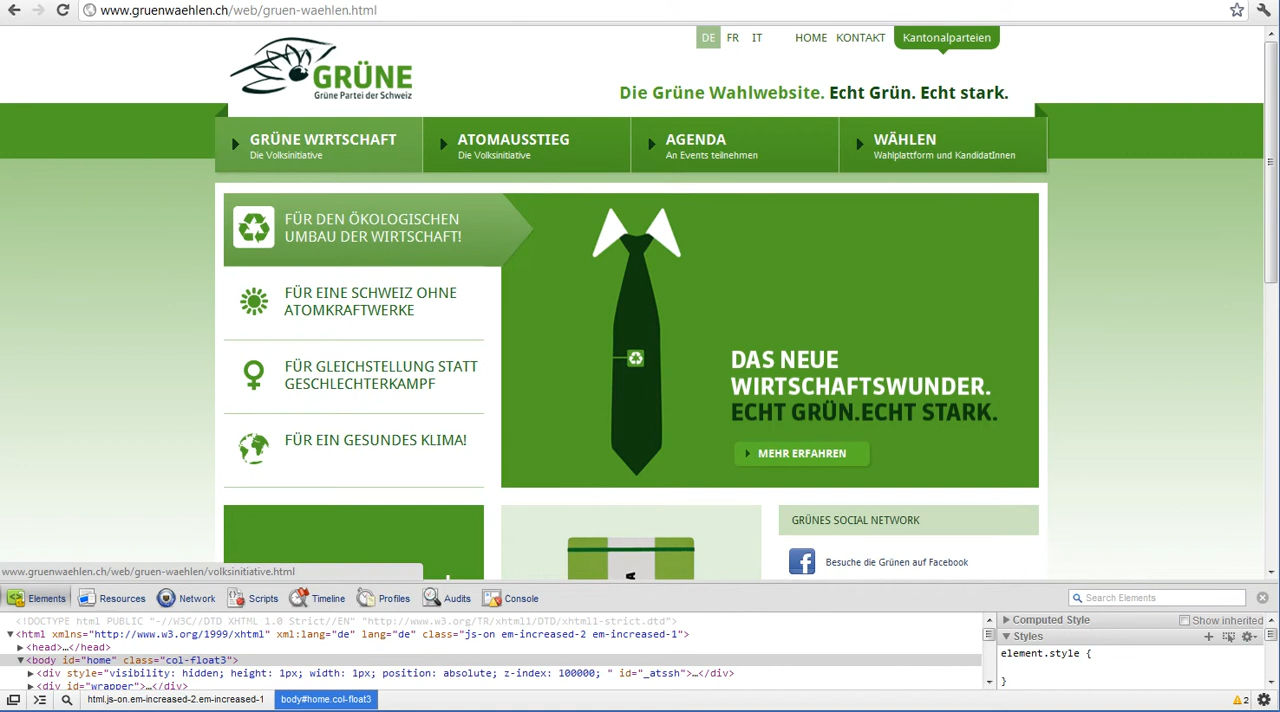 www.gruenwaehlen.ch/web/gruen-waehlen.html
DE FR IT HOME KONTAKT Kantonalparteien
GRÜNE
Grüne Partei der Schweiz
Die Grüne Wahlwebsite. Echt Grün. Echt stark.
GRÜNE WIRTSCHAFT
Die Volksinitiative
ATOMAUSSTIEG
Die Volksinitiative
AGENDA
An Events teilnehmen
WÄHLEN
Wahlplattform und KandidatInnen
FÜR DEN ÖKOLOGISCHEN
UMBAU DER WIRTSCHAFT!
FÜR EINE SCHWEIZ OHNE
ATOMKRAFTWERKE
FÜR GLEICHSTELLUNG STATT
GESCHLECHTERKAMPF
FÜR EIN GESUNDES KLIMA!
DAS NEUE
WIRTSCHAFTSWUNDER.
ECHT GRÜN.ECHT STARK.
MEHR ERFAHREN
A
GRÜNES SOCIAL NETWORK
Besuche die Grünen auf Facebook
www.gruenwaehlen.ch/web/gruen-waehlen/volksinitiative.html
Elements Resources Network Scripts Timeline Profiles Audits Console Search Elements
<!DOCTYPE html PUBLIC "-//W3C//DTD XHTML 1.0 Strict//EN" "http://www.w3.org/TR/xhtml1/DTD/xhtml1-strict.dtd">
<html xmlns="http://www.w3.org/1999/xhtml" xml:lang="de" lang="de" class="js-on em-increased-2 em-increased-1">
<head>…</head>
<body id="home" class="col-float3">
<div style="visibility: hidden; height: 1px; width: 1px; position: absolute; z-index: 100000; " id="_atssh">…</div>
<div id="wrapper">…</div>
Computed Style Show inherited
Styles
element.style {
}
html.js-on.em-increased-2.em-increased-1 body#home.col-float3 2